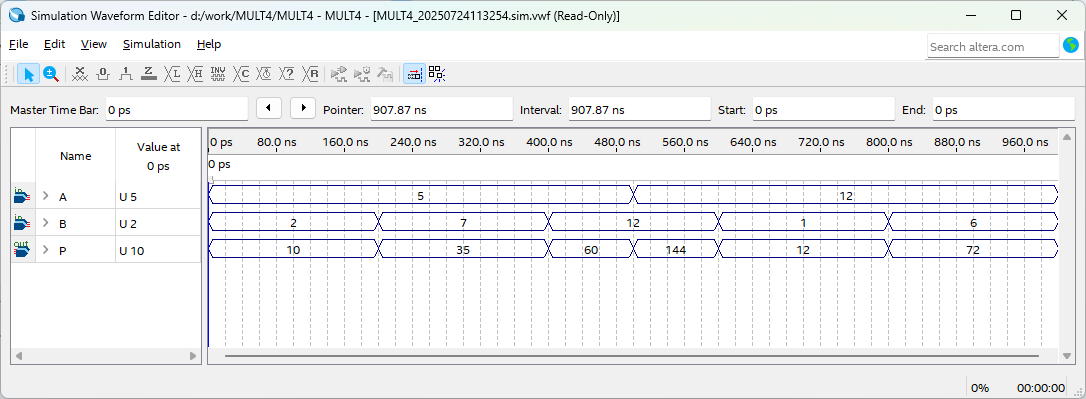 Simulation Waveform Editor - d:/work/MULT4/MULT4 - MULT4 - [MULT4_20250724113254.sim.vwf (Read-Only)]
File Edit View Simulation Help
Search altera.com
Master Time Bar: 0 ps Pointer: 907.87 ns Interval: 907.87 ns Start: 0 ps End: 0 ps
Name Value at 0 ps
0 ps 80.0 ns 160.0 ns 240.0 ns 320.0 ns 400.0 ns 480.0 ns 560.0 ns 640.0 ns 720.0 ns 800.0 ns 880.0 ns 960.0 ns
0 ps
A U 5 5 12
B U 2 2 7 12 1 6
P U 10 10 35 60 144 12 72
0% 00:00:00